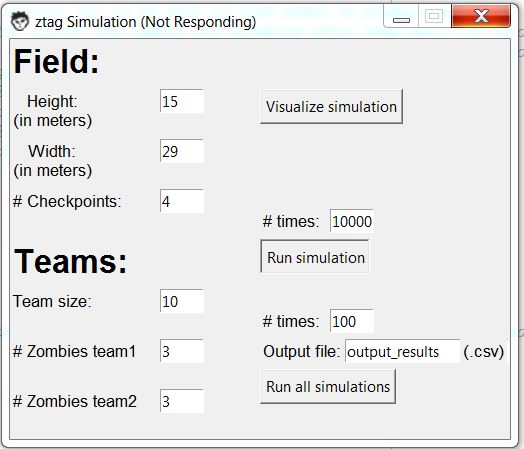 ztag Simulation (Not Responding)
Field:
Height:
(in meters)
15
Visualize simulation
Width:
(in meters)
29
# Checkpoints:
4
# times:
10000
Run simulation
Teams:
Team size:
10
# times:
100
# Zombies team1
3
Output file:
output_results
(.csv)
Run all simulations
# Zombies team2
3